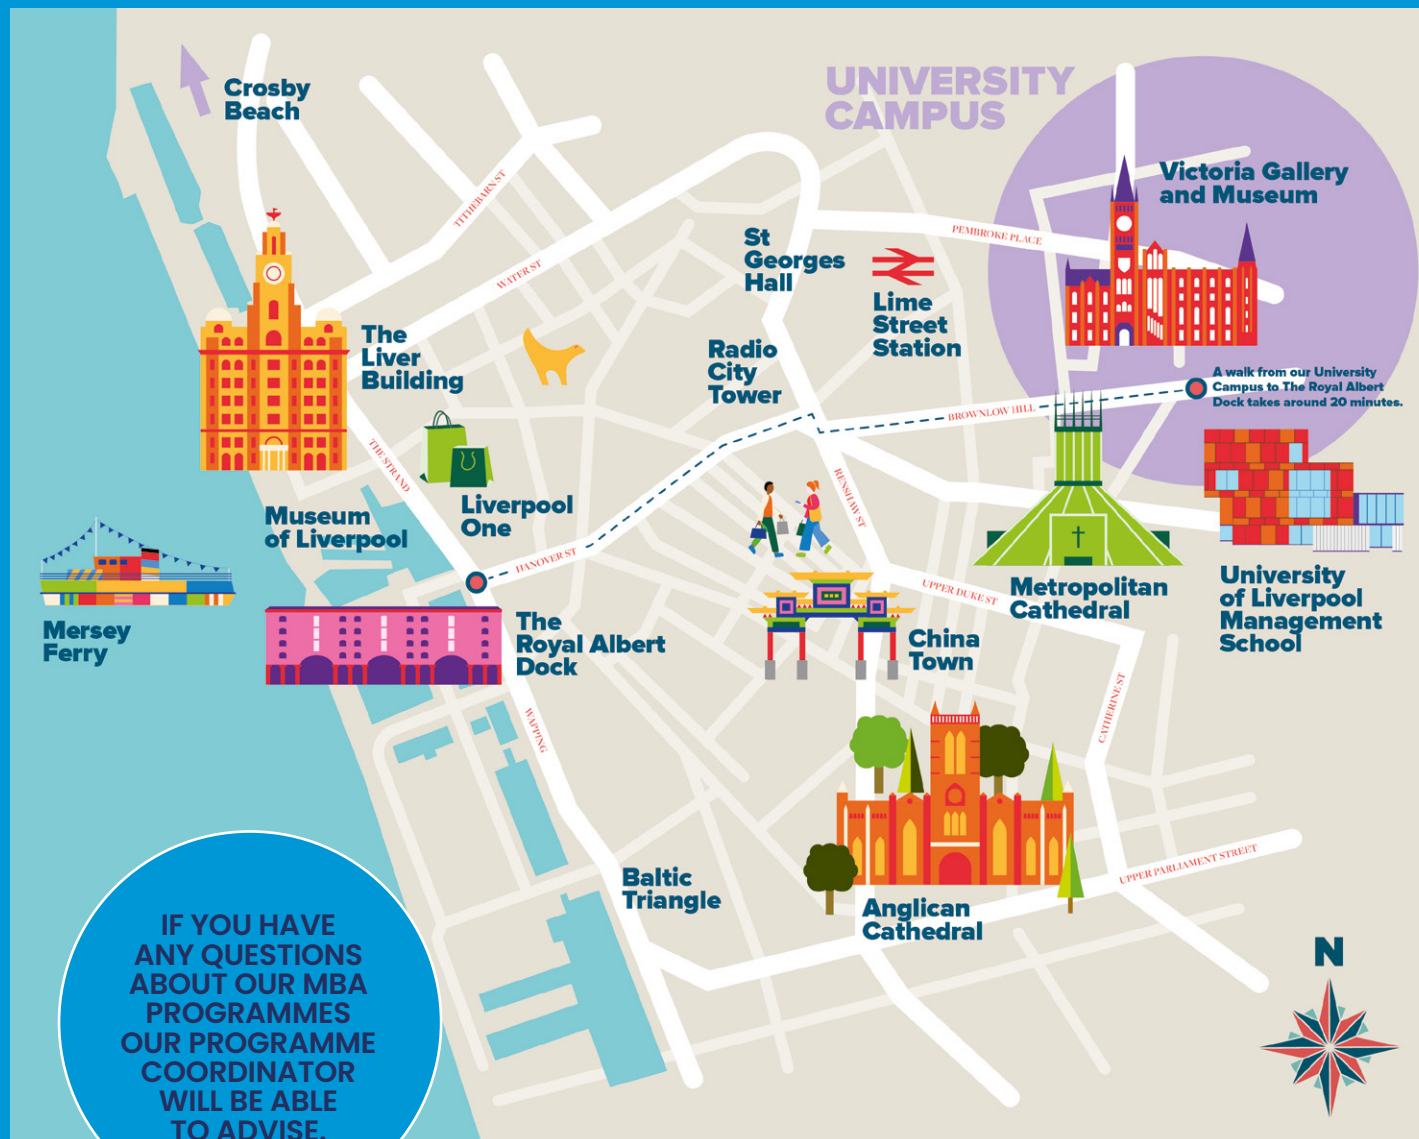 Crosby
Beach
UNIVERSITY
CAMPUS
Victoria Gallery
and Museum
TITHEBARN ST
WATER ST
PEMBROKE PLACE
St
Georges
Hall
Lime
Street
Station
The
Liver
Building
Radio
City
Tower
A walk from our University
Campus to The Royal Albert
Dock takes around 20 minutes.
BROWNLOW HILL
THE STRAND
RENSHAW ST
Liverpool
One
Museum
of Liverpool
HANOVER ST
UPPER DUKE ST
Metropolitan
Cathedral
University
of Liverpool
Management
School
Mersey
Ferry
The
Royal Albert
Dock
China
Town
WAPPING
CATHERINE ST
UPPER PARLIAMENT STREET
Baltic
Triangle
Anglican
Cathedral
N
IF YOU HAVE
ANY QUESTIONS
ABOUT OUR MBA
PROGRAMMES
OUR PROGRAMME
COORDINATOR
WILL BE ABLE
TO ADVISE.